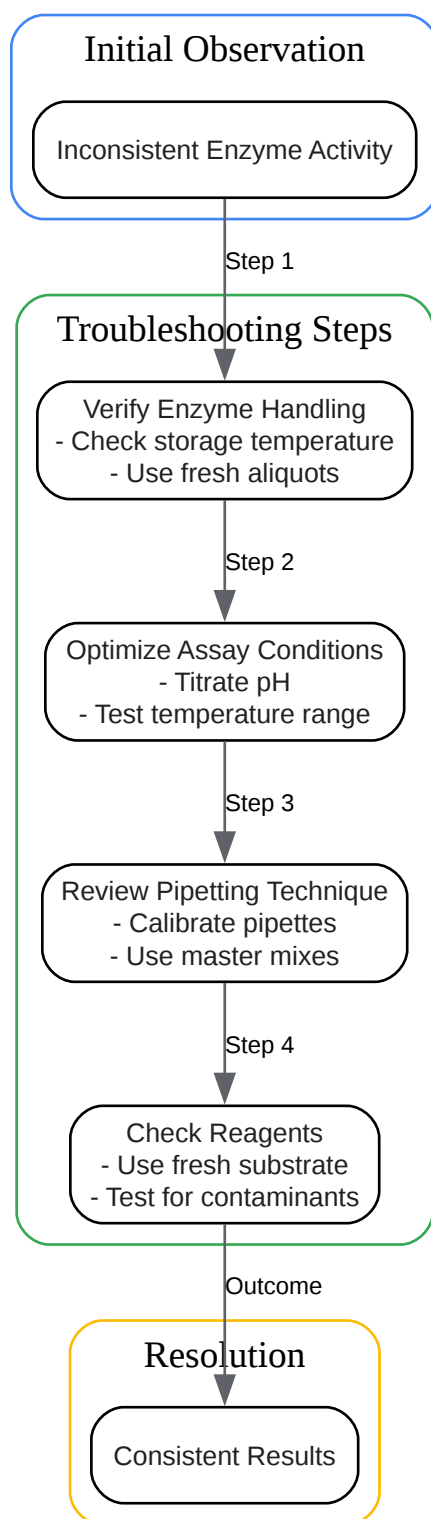 Initial Observation
Inconsistent Enzyme Activity
Step 1
Troubleshooting Steps
Verify Enzyme Handling
- Check storage temperature
- Use fresh aliquots
Step 2
Optimize Assay Conditions
- Titrate pH
- Test temperature range
Step 3
Review Pipetting Technique
- Calibrate pipettes
- Use master mixes
Step 4
Check Reagents
- Use fresh substrate
- Test for contaminants
Outcome
Resolution
Consistent Results